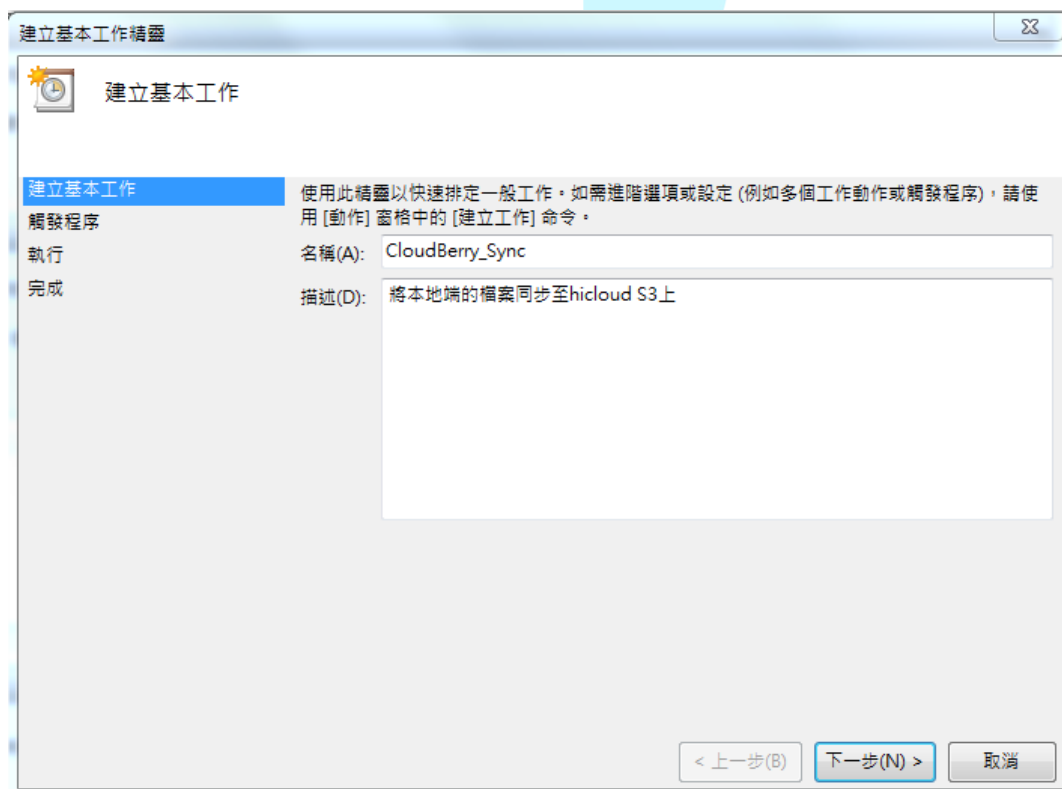 建立基本工作精靈
建立基本工作
建立基本工作
觸發程序
執行
完成
使用此精靈以快速排定一般工作。如需進階選項或設定 (例如多個工作動作或觸發程序)，請使
用 [動作] 窗格中的 [建立工作] 命令。
名稱(A): CloudBerry_Sync
描述(D): 將本地端的檔案同步至hicloud S3上
< 上一步(B) 下一步(N) > 取消